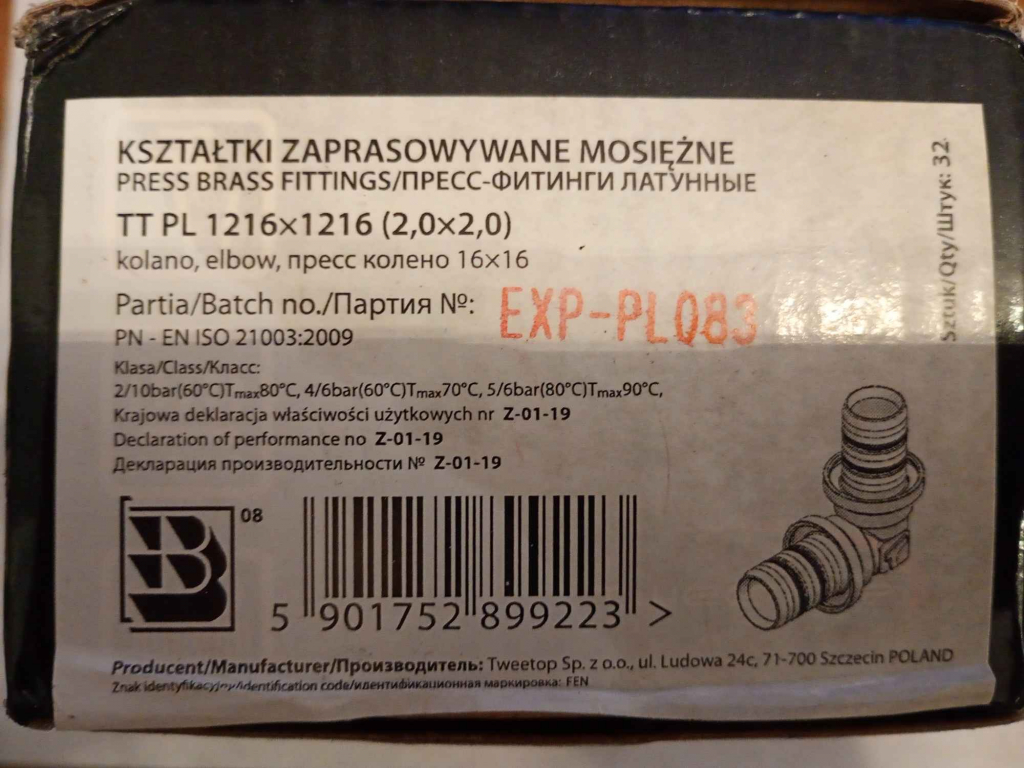 KSZTAŁTKI ZAPRASOWYWANE MOSIĘŻNE
PRESS BRASS FITTINGS/ПРЕСС-ФИТИНГИ ЛАТУННЫЕ
TT PL 1216×1216 (2,0×2,0)
kolano, elbow, пресс колено 16×16
Partia/Batch no./Партия №: EXP-PL083
PN - EN ISO 21003:2009
Klasa/Class/Класс:
2/10bar(60°C)Tmax80°C, 4/6bar(60°C)Tmax70°C, 5/6bar(80°C)Tmax90°C,
Krajowa deklaracja właściwości użytkowych nr Z-01-19
Declaration of performance no Z-01-19
Декларация производительности № Z-01-19
B 08
5 901752 899223 >
Producent/Manufacturer/Производитель: Tweetop Sp. z o.o., ul. Ludowa 24c, 71-700 Szczecin POLAND
Znak identyfikacyjny/Identification code/идентификационная маркировка: FEN
Sztuk/Qty/Штук: 32